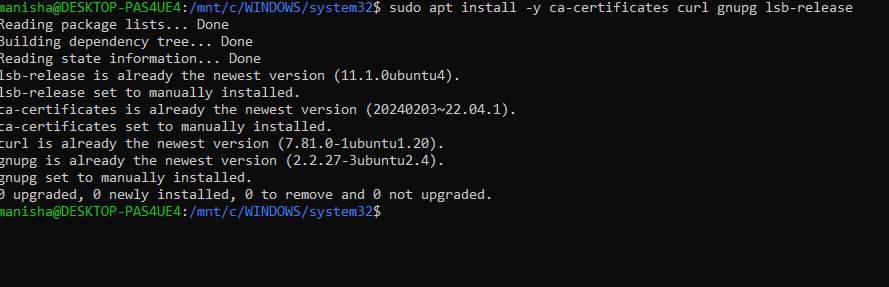 manisha@DESKTOP-PAS4UE4:/mnt/c/WINDOWS/system32$ sudo apt install -y ca-certificates curl gnupg lsb-release
Reading package lists... Done
Building dependency tree... Done
Reading state information... Done
lsb-release is already the newest version (11.1.0ubuntu4).
lsb-release set to manually installed.
ca-certificates is already the newest version (20240203~22.04.1).
ca-certificates set to manually installed.
curl is already the newest version (7.81.0-1ubuntu1.20).
gnupg is already the newest version (2.2.27-3ubuntu2.4).
gnupg set to manually installed.
0 upgraded, 0 newly installed, 0 to remove and 0 not upgraded.
manisha@DESKTOP-PAS4UE4:/mnt/c/WINDOWS/system32$